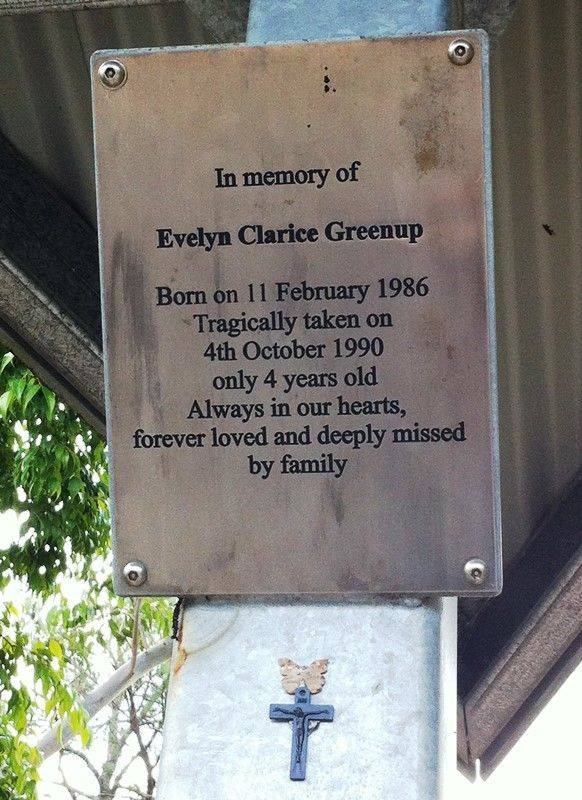 In memory of
Evelyn Clarice Greenup
Born on 11 February 1986
Tragically taken on
4th October 1990
only 4 years old
Always in our hearts,
forever loved and deeply missed
by family